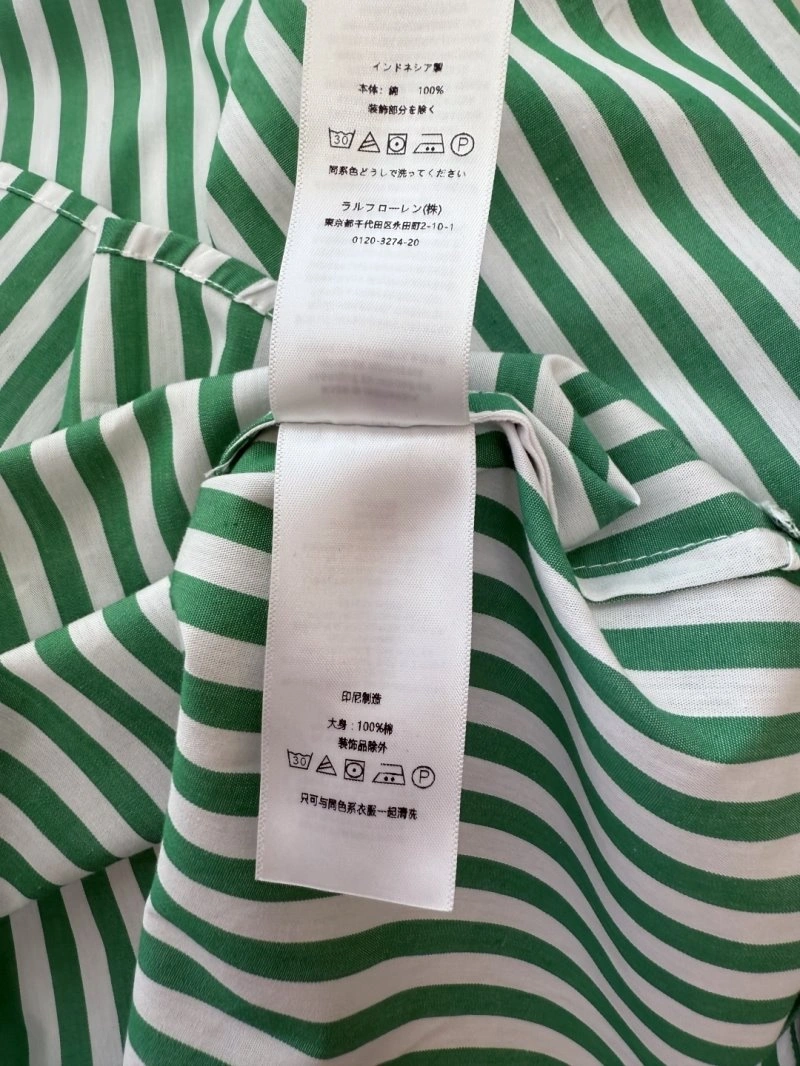 インドネシア製
本体: 綿 100%
装飾部分を除く
30 P
同系色どうしで洗ってください
ラルフローレン(株)
東京都千代田区永田町2-10-1
0120-3274-20
印尼制造
大身: 100%棉
装饰品除外
30 P
只可与同色系衣服一起清洗